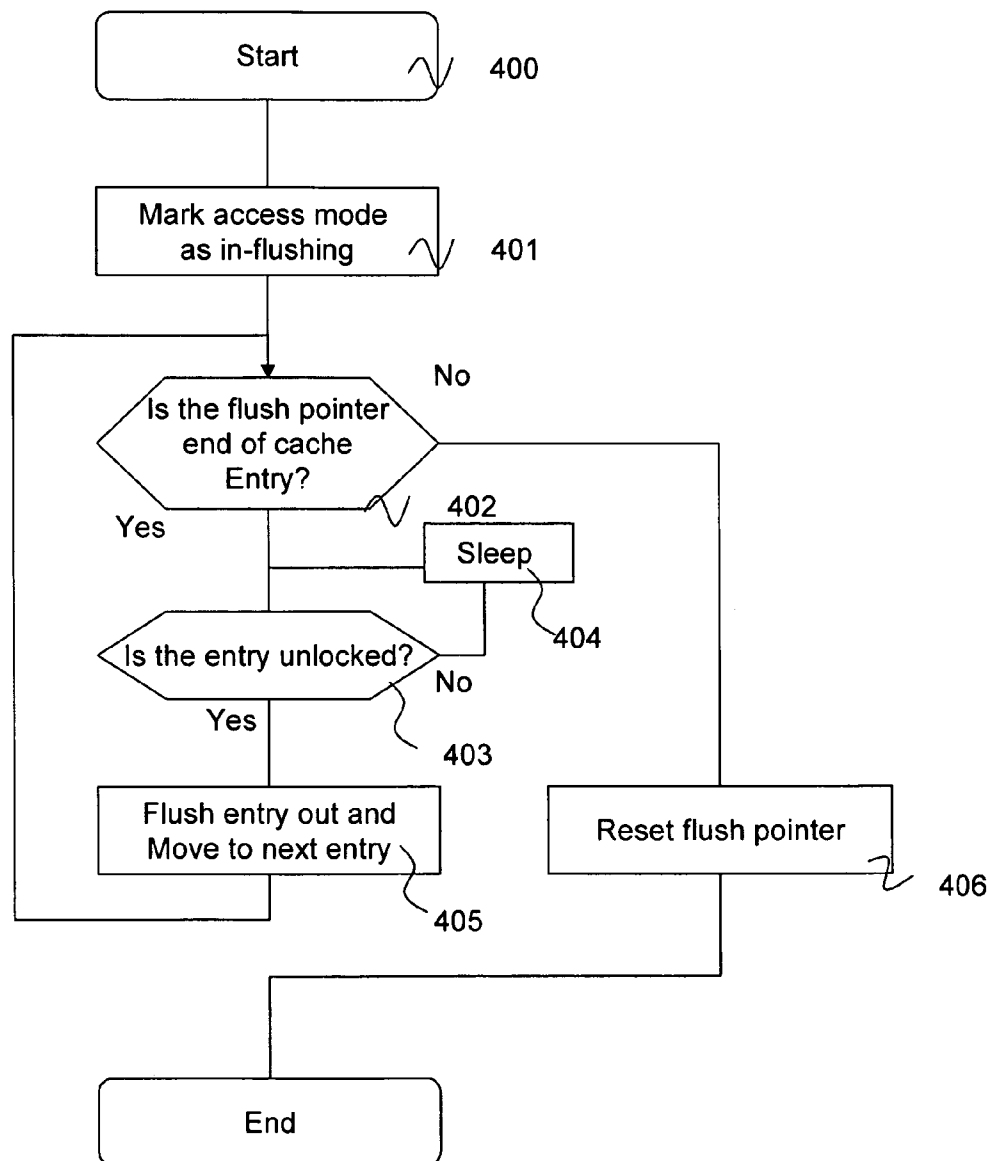 Start
400
Mark access mode
as in-flushing
401
No
Is the flush pointer
end of cache
Entry?
Yes
402
Sleep
404
Is the entry unlocked?
No
Yes
403
Flush entry out and
Move to next entry
405
Reset flush pointer
406
End